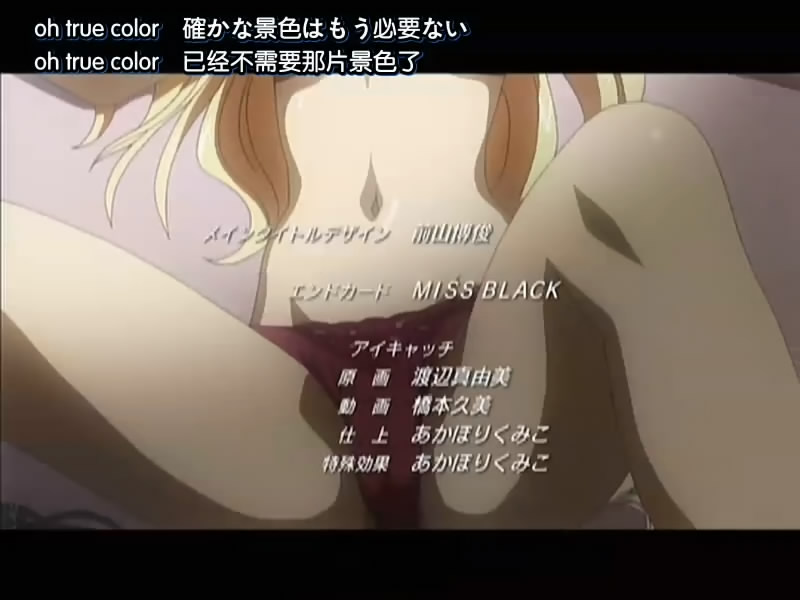 oh true color 確かな景色はもう必要ない
oh true color 已经不需要那片景色了
メインタイトルデザイン 前山博俊
エンドカード MISS BLACK
アイキャッチ
原 画 渡辺真由美
動 画 橋本久美
仕 上 あかほりくみこ
特殊効果 あかほりくみこ